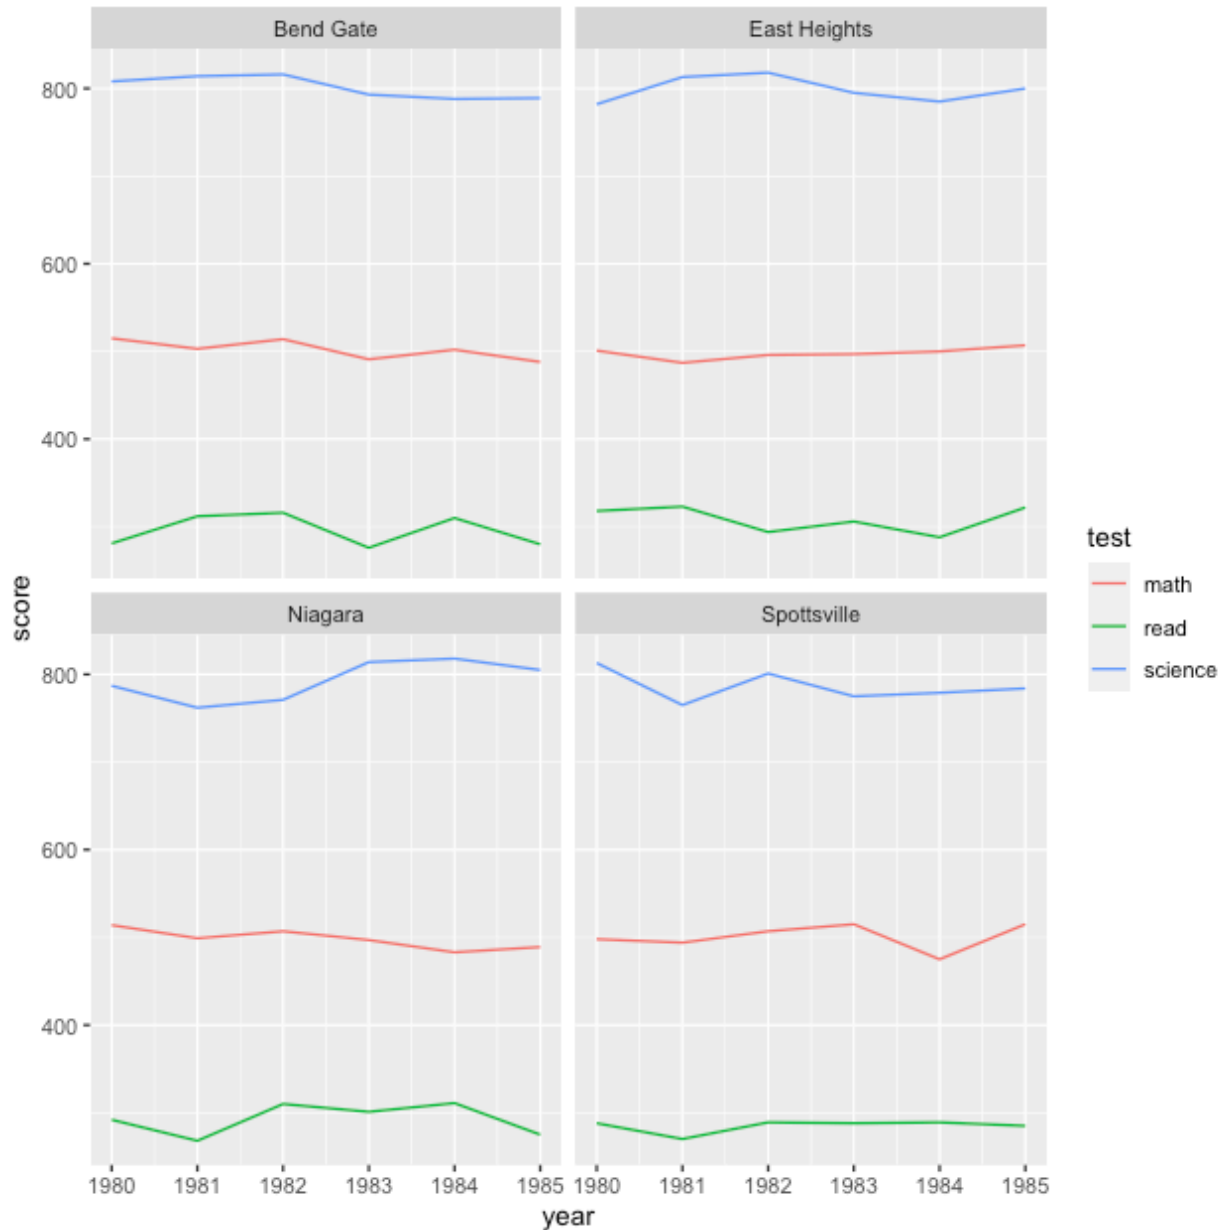 Bend Gate
East Heights
800
600
400
Niagara
Spottsville
800
600
400
1980 1981 1982 1983 1984 1985
1980 1981 1982 1983 1984 1985
year
score
test
math
read
science